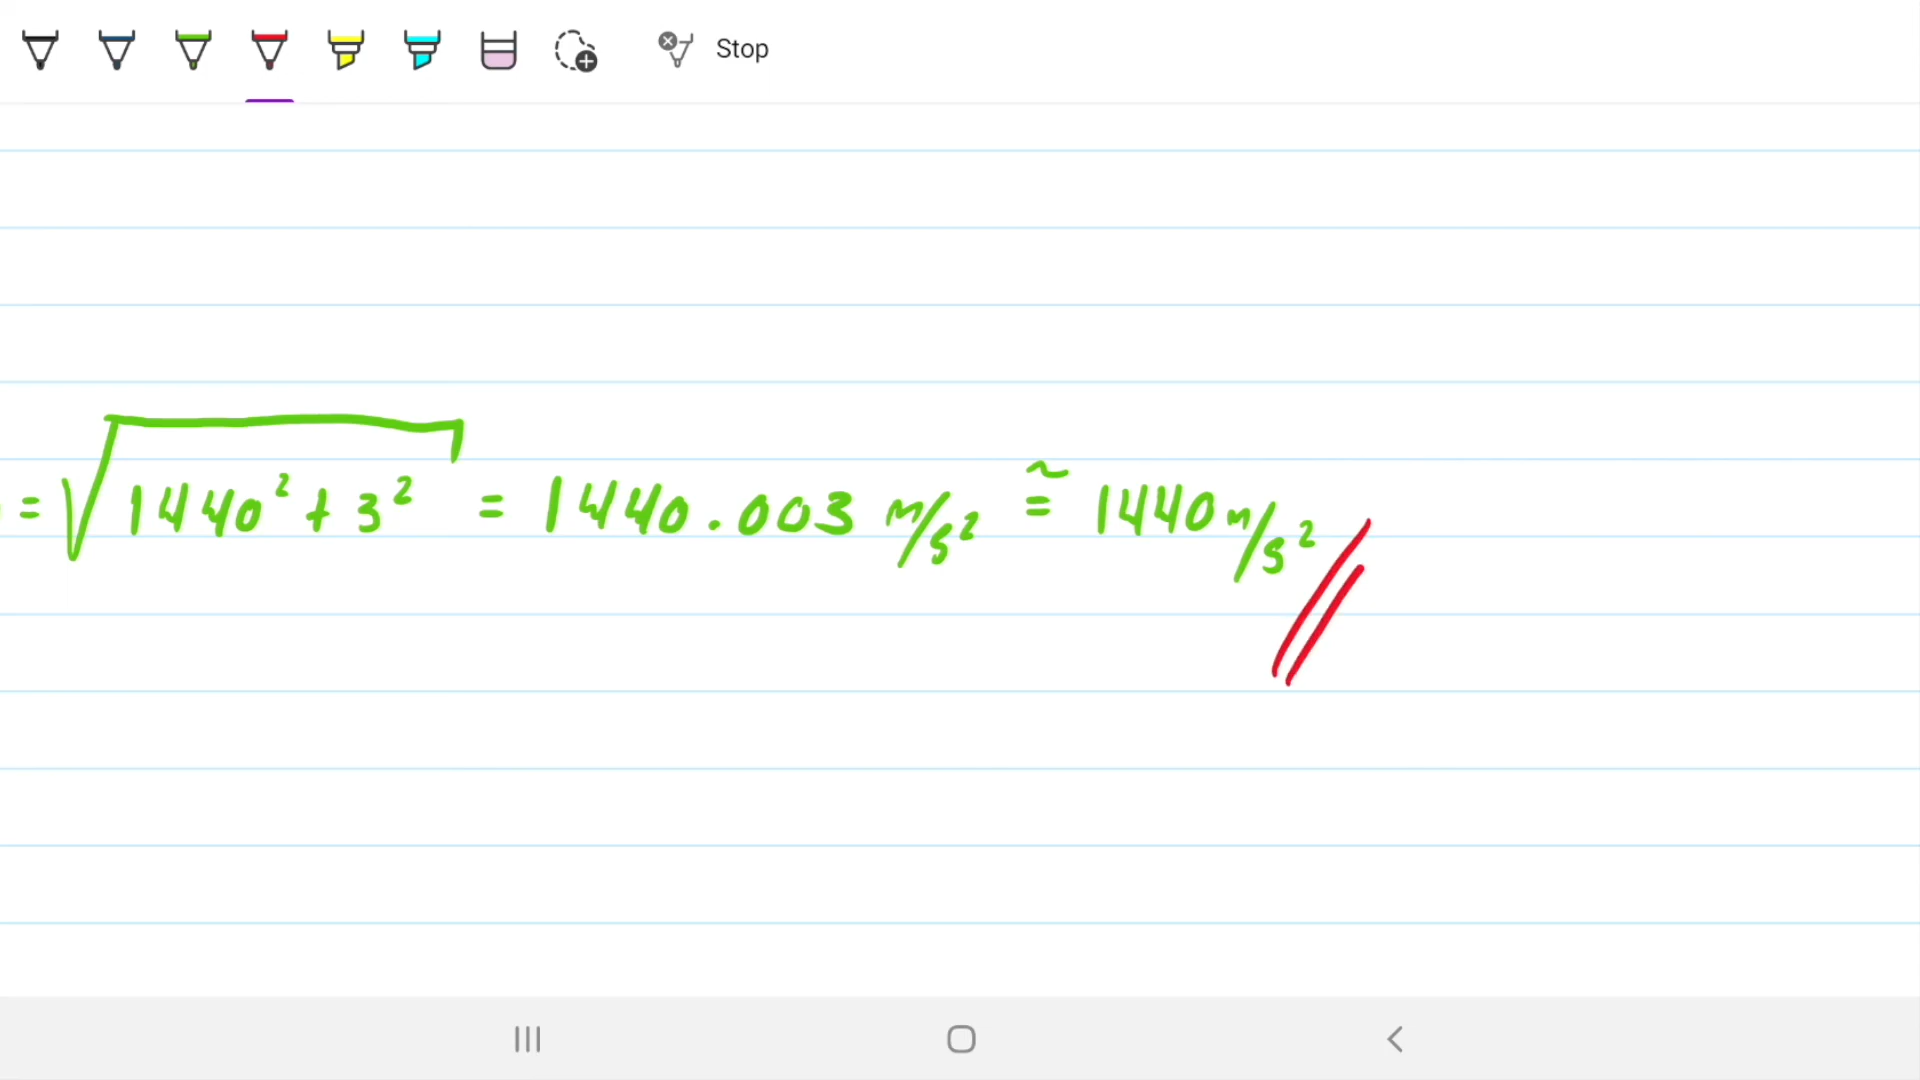 Stop
= √1440² + 3² = 1440.003 m/s² ≅ 1440 m/s²